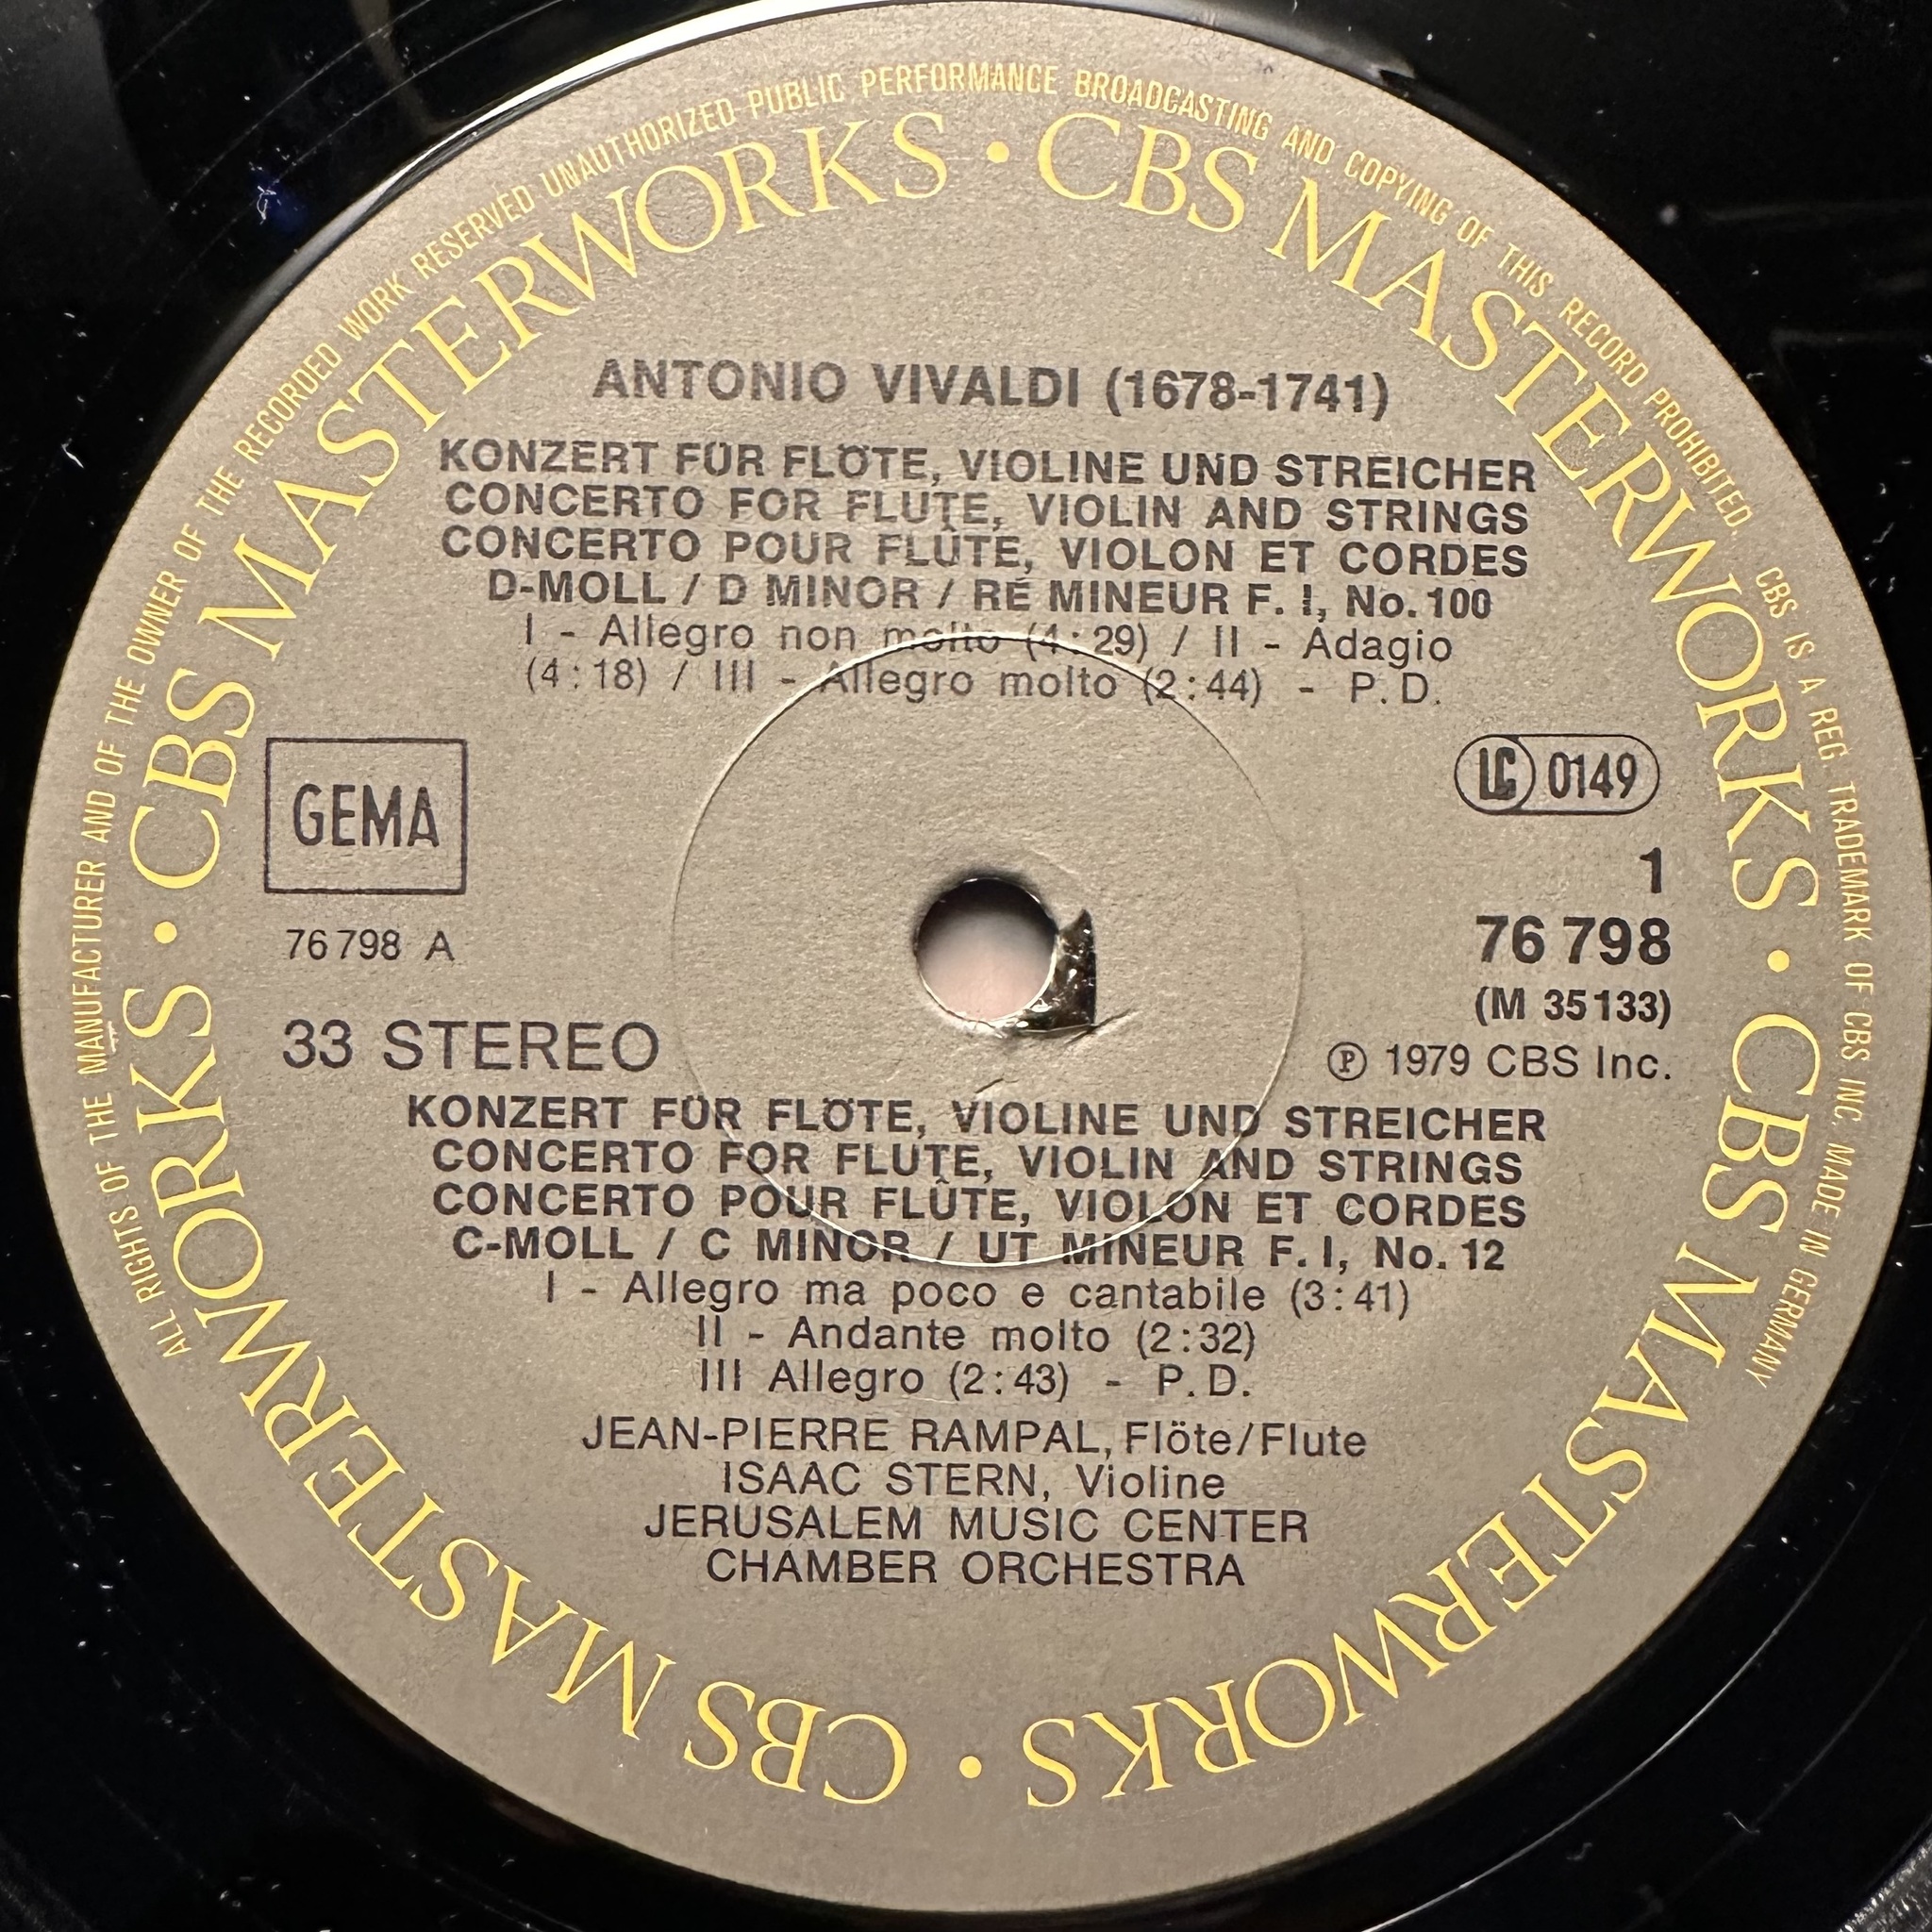 ALL RIGHTS OF THE MANUFACTURER AND OF THE OWNER OF THE RECORDED WORK RESERVED UNAUTHORIZED PUBLIC PERFORMANCE BROADCASTING AND COPYING OF THIS RECORD PROHIBITED. CBS IS A REG. TRADEMARK OF CBS INC. MADE IN GERMANY
CBS MASTERWORKS • CBS MASTERWORKS • CBS MASTERWORKS • CBS MASTERWORKS •
ANTONIO VIVALDI (1678-1741)
KONZERT FÜR FLÖTE, VIOLINE UND STREICHER
CONCERTO FOR FLUTE, VIOLIN AND STRINGS
CONCERTO POUR FLÛTE, VIOLON ET CORDES
D-MOLL / D MINOR / RÉ MINEUR F. I, No. 100
I - Allegro non molto (4:29) / II - Adagio
(4:18) / III - Allegro molto (2:44) - P.D.
GEMA
LC 0149
1
76 798 A
76 798
(M 35133)
33 STEREO
℗ 1979 CBS Inc.
KONZERT FÜR FLÖTE, VIOLINE UND STREICHER
CONCERTO FOR FLUTE, VIOLIN AND STRINGS
CONCERTO POUR FLÛTE, VIOLON ET CORDES
C-MOLL / C MINOR / UT MINEUR F. I, No. 12
I - Allegro ma poco e cantabile (3:41)
II - Andante molto (2:32)
III Allegro (2:43) - P.D.
JEAN-PIERRE RAMPAL, Flöte/Flute
ISAAC STERN, Violine
JERUSALEM MUSIC CENTER
CHAMBER ORCHESTRA